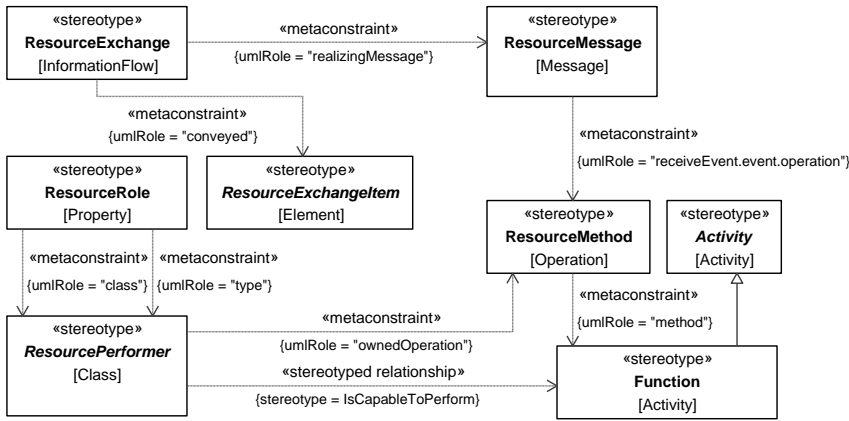 «stereotype»
ResourceExchange
[InformationFlow]
«metaconstraint»
{umlRole = "realizingMessage"}
«stereotype»
ResourceMessage
[Message]
«metaconstraint»
{umlRole = "conveyed"}
«metaconstraint»
{umlRole = "receiveEvent.event.operation"}
«stereotype»
ResourceRole
[Property]
«stereotype»
ResourceExchangeItem
[Element]
«stereotype»
ResourceMethod
[Operation]
«stereotype»
Activity
[Activity]
«metaconstraint»
{umlRole = "class"}
«metaconstraint»
{umlRole = "type"}
«metaconstraint»
{umlRole = "method"}
«stereotype»
ResourcePerformer
[Class]
«metaconstraint»
{umlRole = "ownedOperation"}
«stereotyped relationship»
{stereotype = IsCapableToPerform}
«stereotype»
Function
[Activity]